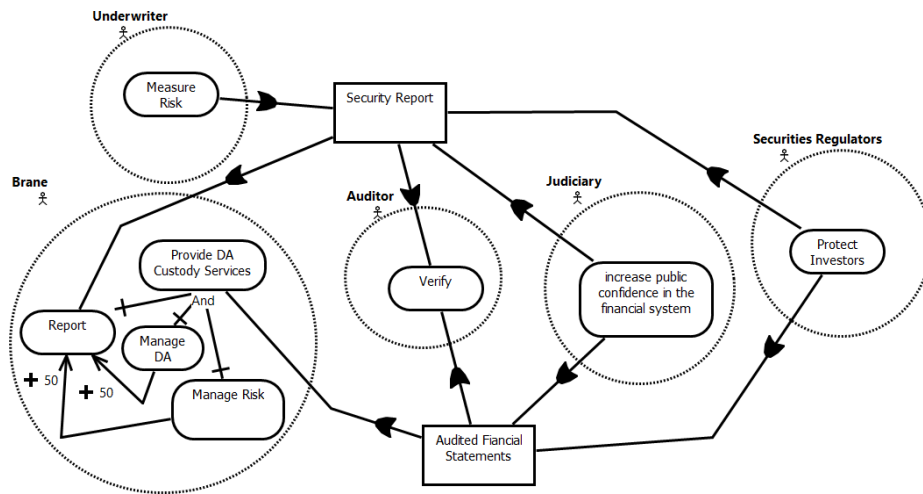 Underwriter
Measure
Risk
Security Report
Securities Regulators
Brane
Auditor
Judiciary
Provide DA
Custody Services
Protect
Investors
And
Verify
increase public
confidence in the
financial system
Report
Manage
DA
+ 50
+ 50
Manage Risk
Audited Fiancial
Statements